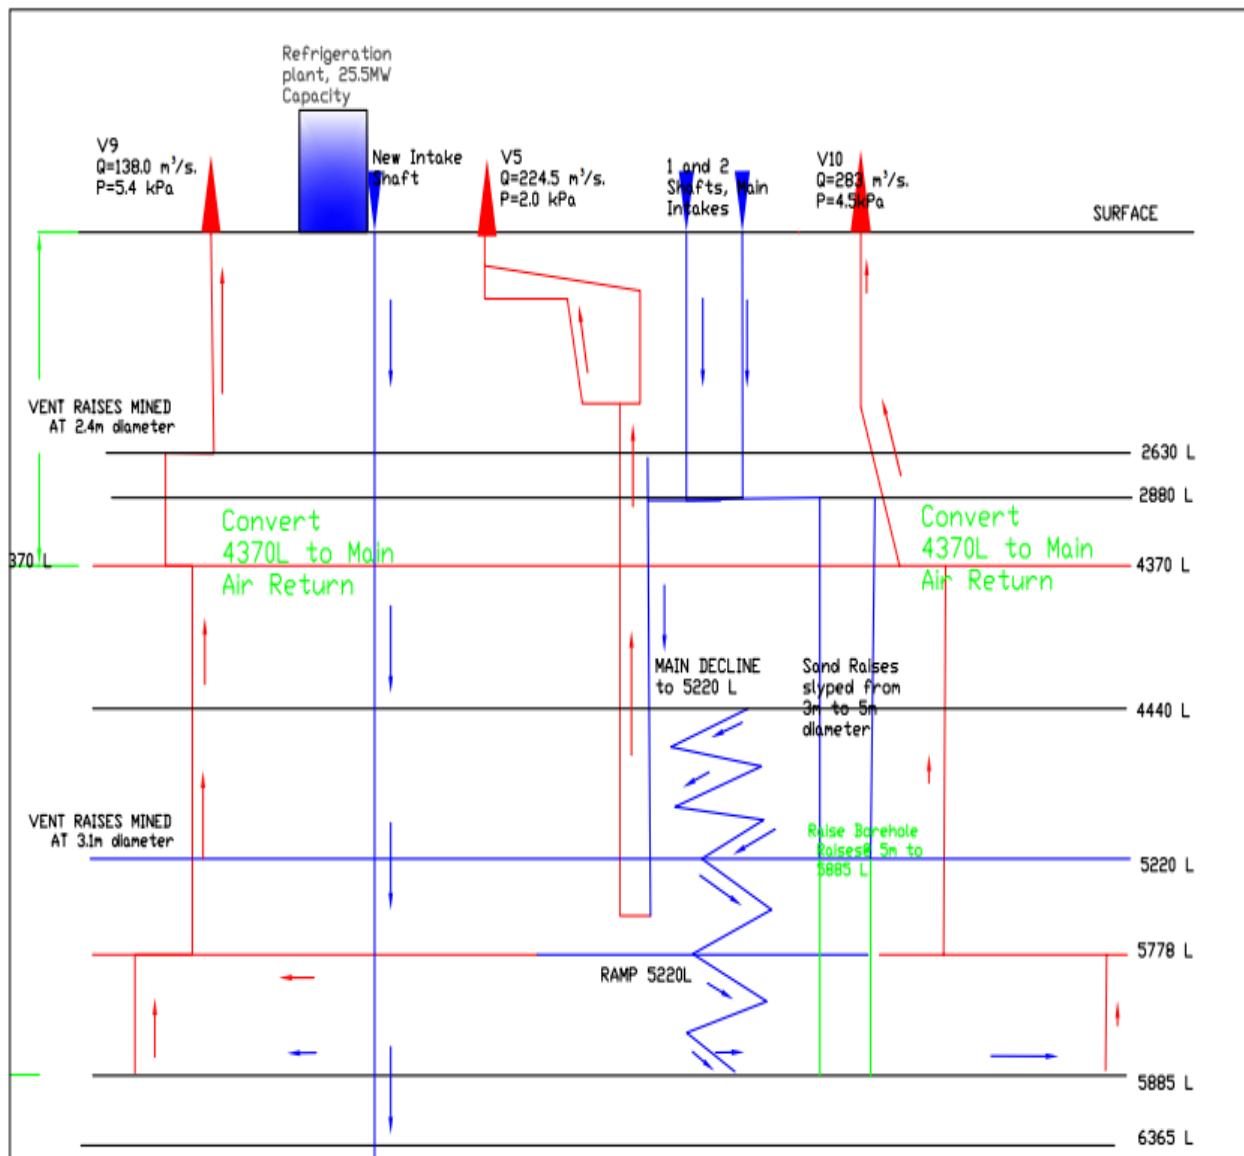 Refrigeration
plant, 25.5MW
Capacity
V9
Q=138.0 m³/s.
P=5.4 kPa
New Intake
Shaft
V5
Q=224.5 m³/s.
P=2.0 kPa
1 and 2
Shafts, Main
Intakes
V10
Q=283 m³/s.
P=4.5kPa
SURFACE
VENT RAISES MINED
AT 2.4m diameter
2630 L
2880 L
Convert
4370L to Main
Air Return
Convert
4370L to Main
Air Return
370 L
4370 L
MAIN DECLINE
to 5220 L
Sand Raises
slyped from
3m to 5m
diameter
4440 L
VENT RAISES MINED
AT 3.1m diameter
Raise Borehole
Raises@ 5m to
5885 L
5220 L
5778 L
RAMP 5220L
5885 L
6365 L